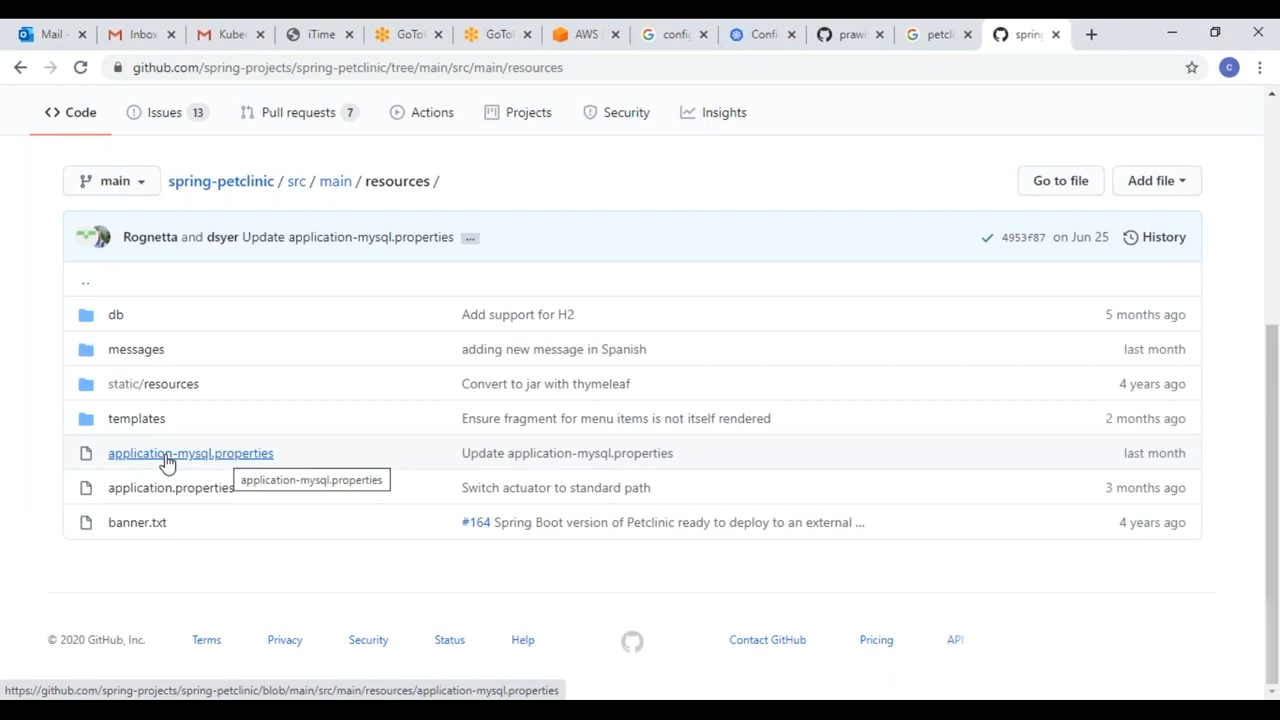 Mail -
Inbox
Kuber
iTime
GoTo
GoTo
AWS
config
Confi
prawi
petcli
spring
github.com/spring-projects/spring-petclinic/tree/main/src/main/resources
C
Code
Issues 13
Pull requests 7
Actions
Projects
Security
Insights
main
spring-petclinic / src / main / resources /
Go to file
Add file
Rognetta and dsyer Update application-mysql.properties ...
4953f87 on Jun 25 History
..
db Add support for H2 5 months ago
messages adding new message in Spanish last month
static/resources Convert to jar with thymeleaf 4 years ago
templates Ensure fragment for menu items is not itself rendered 2 months ago
application-mysql.properties Update application-mysql.properties last month
application-mysql.properties
application.properties Switch actuator to standard path 3 months ago
banner.txt #164 Spring Boot version of Petclinic ready to deploy to an external ... 4 years ago
© 2020 GitHub, Inc. Terms Privacy Security Status Help Contact GitHub Pricing API
https://github.com/spring-projects/spring-petclinic/blob/main/src/main/resources/application-mysql.properties